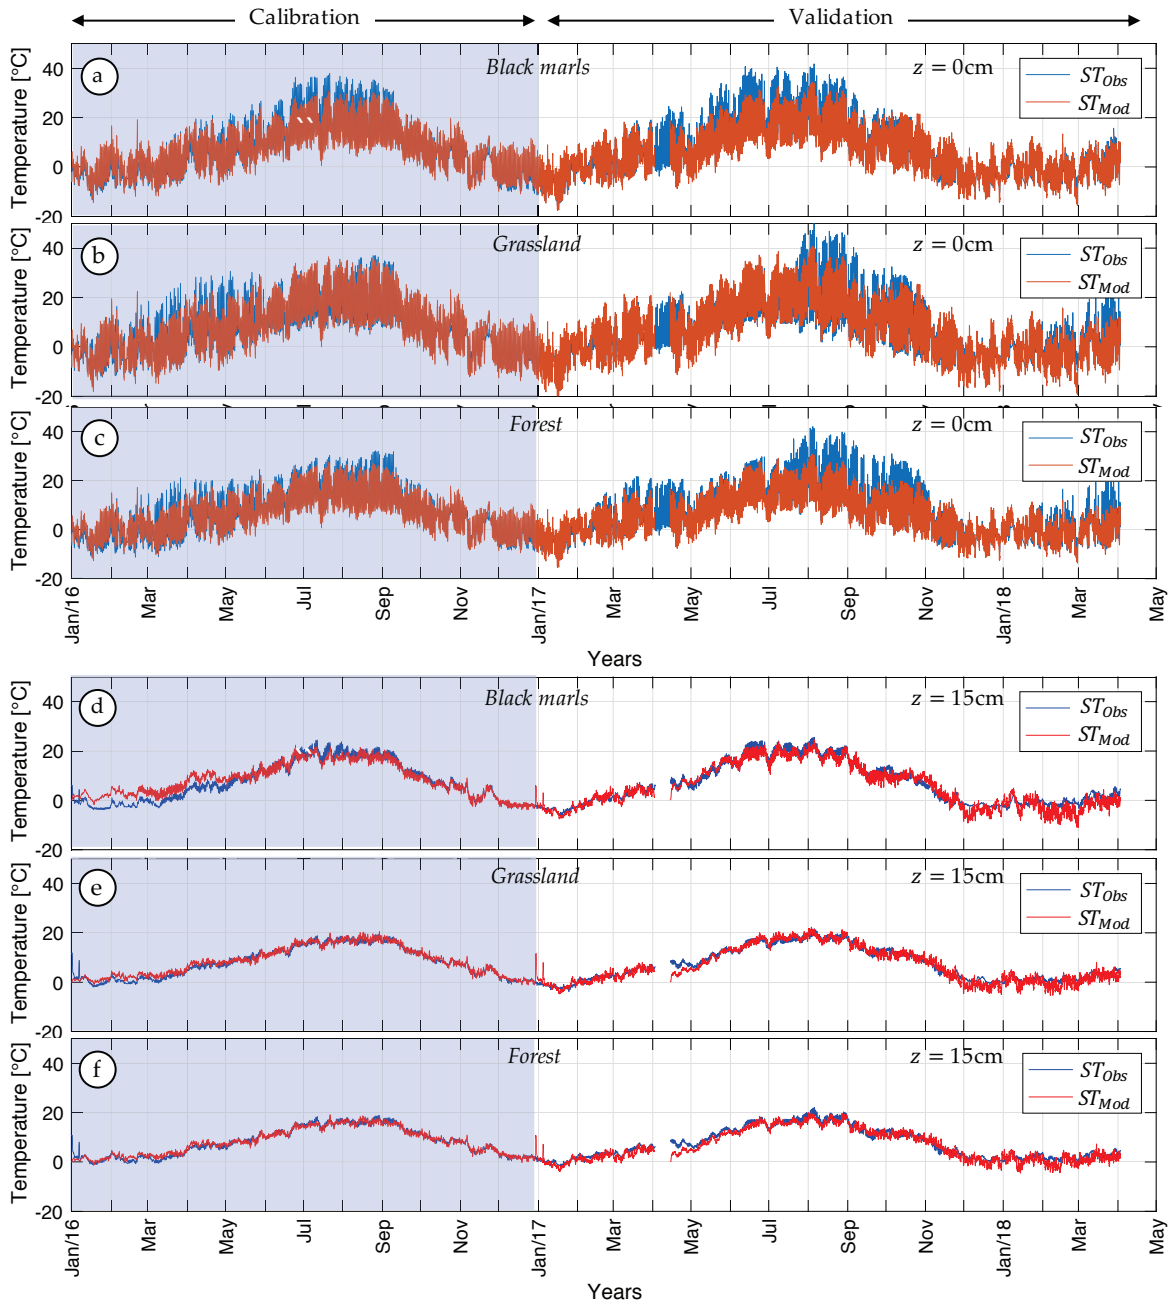 Calibration Validation
Temperature [°C]
40
20
0
-20
a
Black marls
z = 0cm
ST_Obs
ST_Mod
Temperature [°C]
40
20
0
-20
b
Grassland
z = 0cm
ST_Obs
ST_Mod
Temperature [°C]
40
20
0
-20
c
Forest
z = 0cm
ST_Obs
ST_Mod
Jan/16 Mar May Jul Sep Nov Jan/17 Mar May Jul Sep Nov Jan/18 Mar May
Years
Temperature [°C]
40
20
0
-20
d
Black marls
z = 15cm
ST_Obs
ST_Mod
Temperature [°C]
40
20
0
-20
e
Grassland
z = 15cm
ST_Obs
ST_Mod
Temperature [°C]
40
20
0
-20
f
Forest
z = 15cm
ST_Obs
ST_Mod
Jan/16 Mar May Jul Sep Nov Jan/17 Mar May Jul Sep Nov Jan/18 Mar May
Years